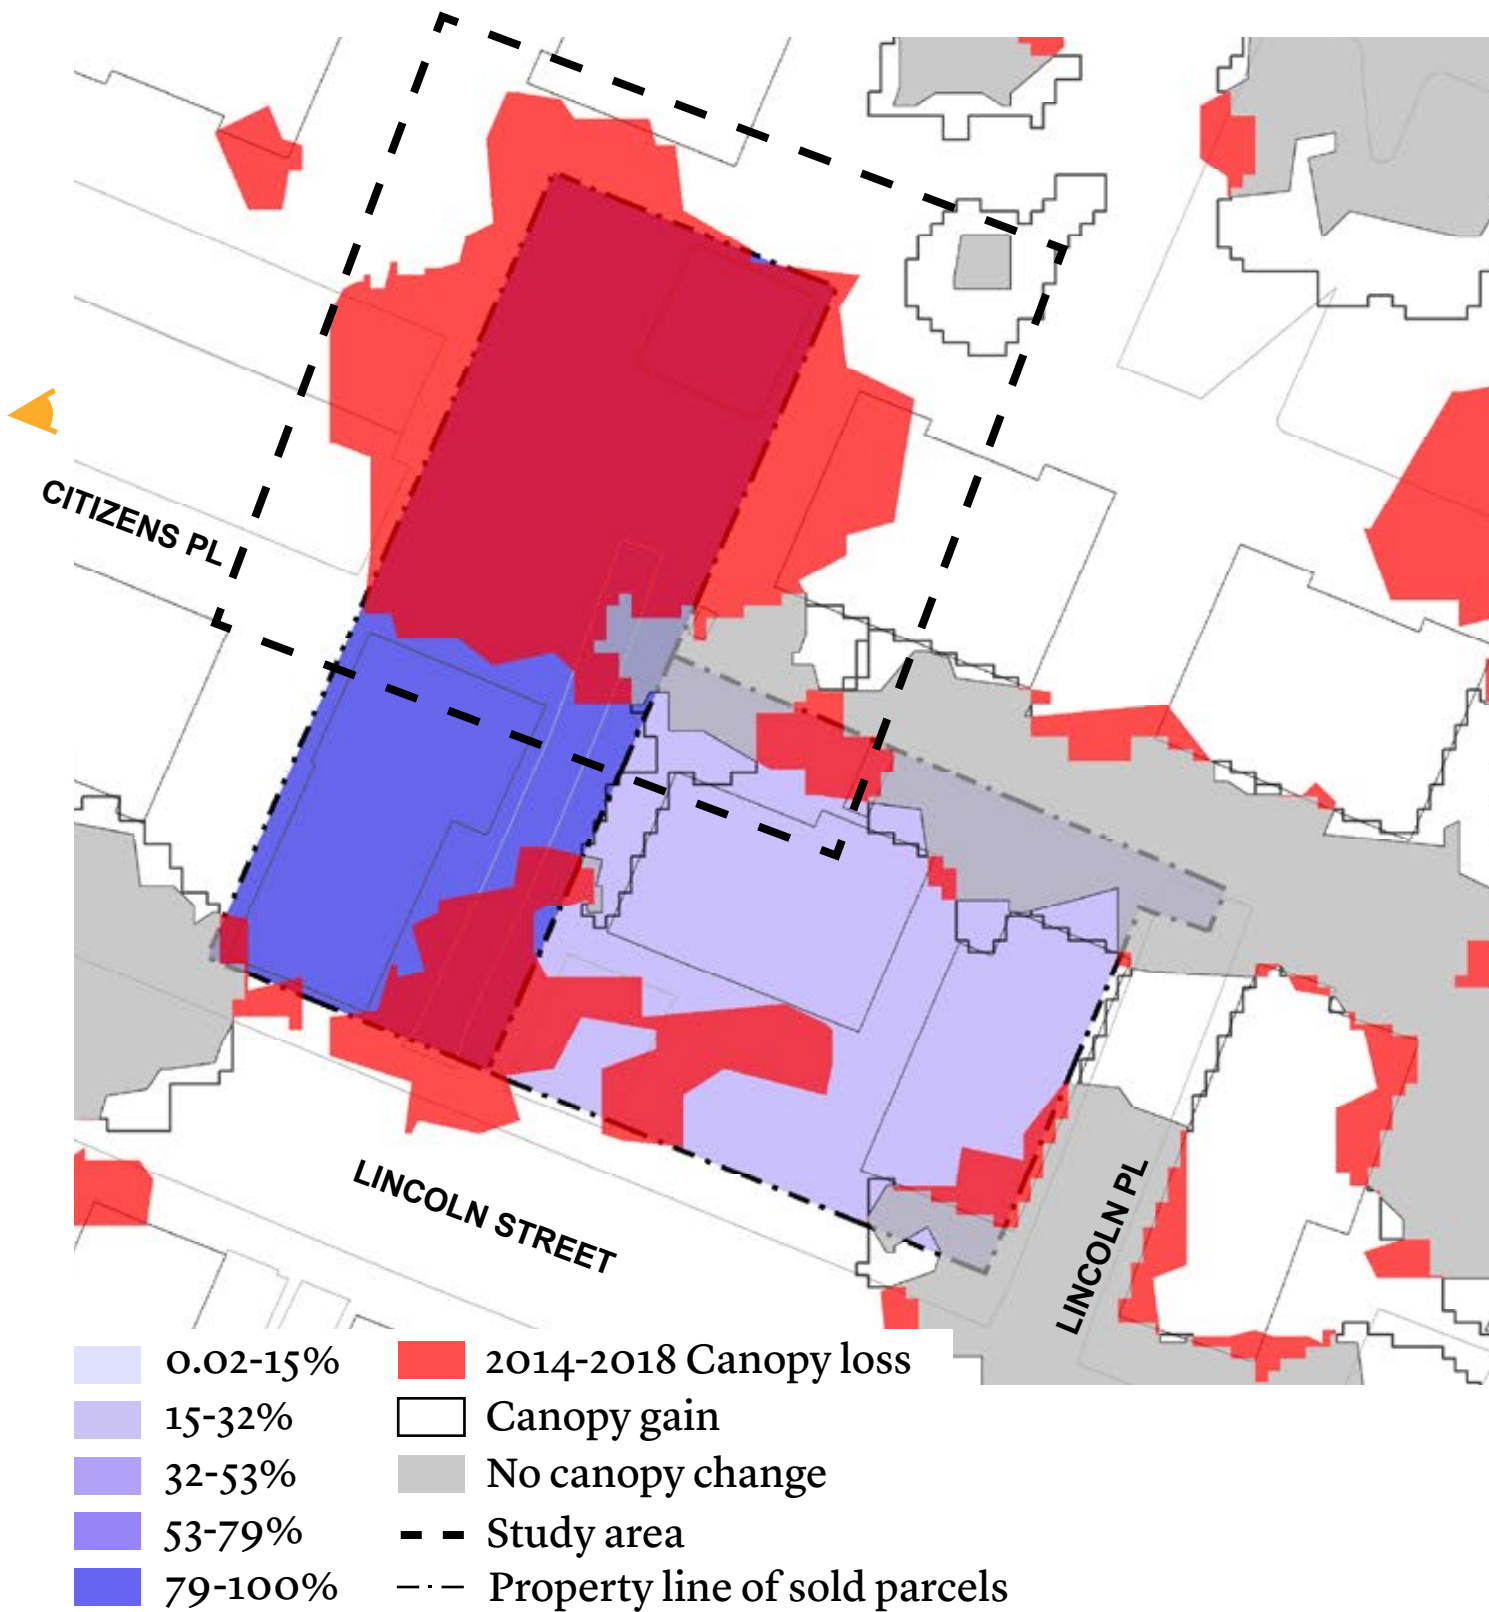 CITIZENS PL
LINCOLN STREET
LINCOLN PL
0.02-15%
15-32%
32-53%
53-79%
79-100%
2014-2018 Canopy loss
Canopy gain
No canopy change
Study area
Property line of sold parcels